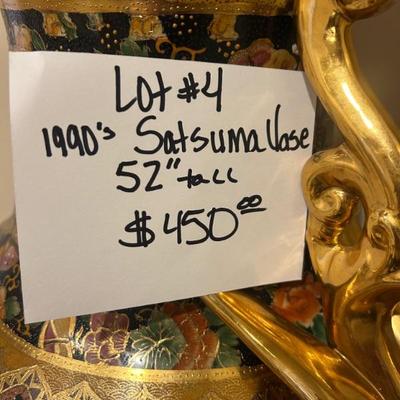 Lot #4
1990's Satsuma Vase
52" tall
$450.00